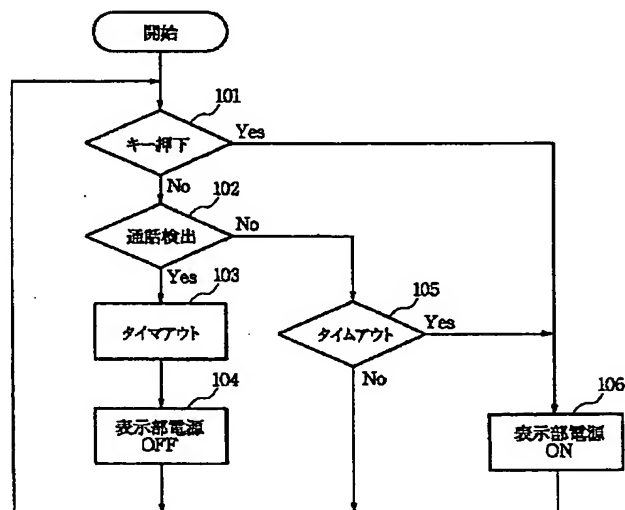 開始
101
キー押下
Yes
No
102
通話検出
No
Yes
103
タイマアウト
105
タイムアウト
Yes
No
104
表示部電源
OFF
106
表示部電源
ON